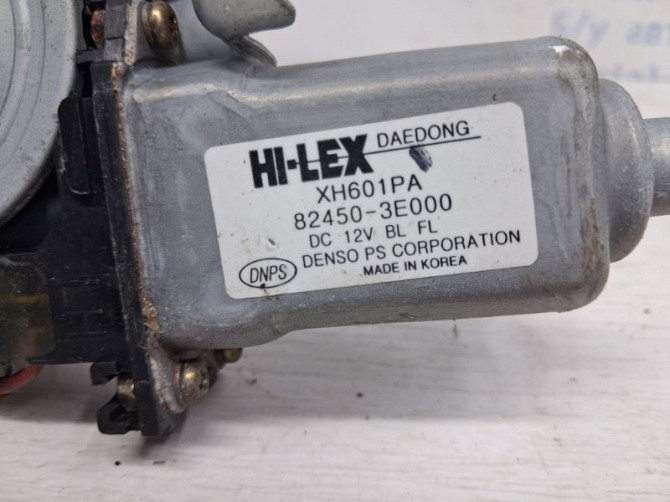 Б/У
HI-LEX DAEDONG
XH601PA
82450-3E000
DC 12V BL FL
DNPS DENSO PS CORPORATION
MADE IN KOREA